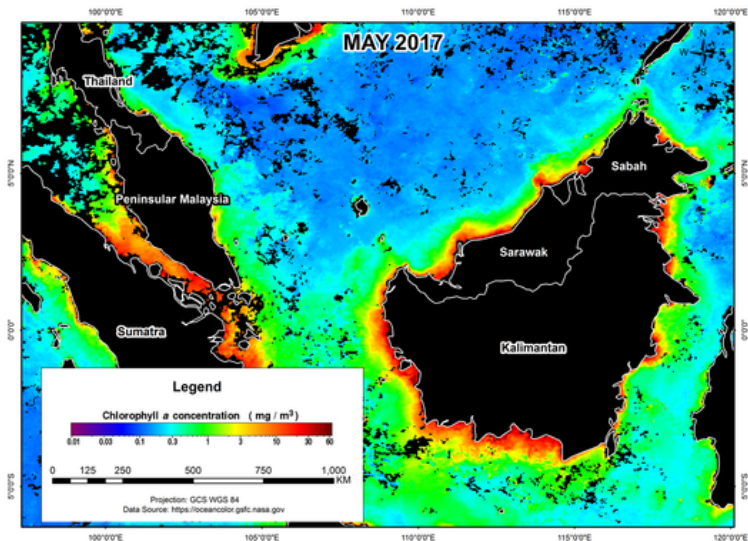 100°0'0"E 105°0'0"E 110°0'0"E 115°0'0"E 120°0'0"E
MAY 2017
N
W E
S
Thailand
5°0'0"N 5°0'0"N
Sabah
Peninsular Malaysia
Sarawak
0°0'0" 0°0'0"
Sumatra
Kalimantan
Legend
Chlorophyll a concentration ( mg / m³)
0.01 0.03 0.1 0.3 1 3 10 30 60
0 125 250 500 750 1,000
KM
5°0'0"S 5°0'0"S
Projection: GCS WGS 84
Data Source: https://oceancolor.gsfc.nasa.gov
100°0'0"E 105°0'0"E 110°0'0"E 115°0'0"E 120°0'0"E